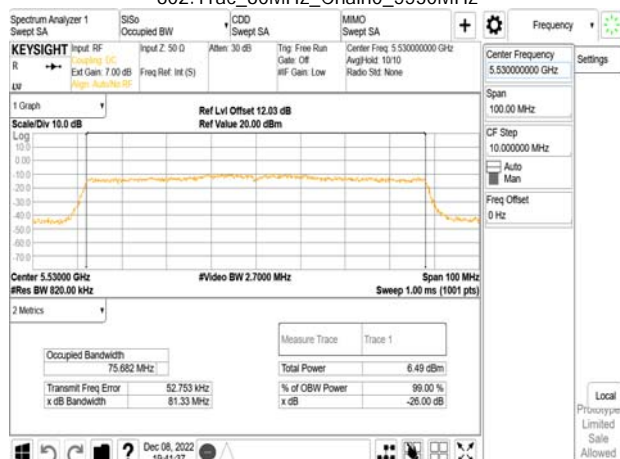 802.11ac_80MHz_Chain0_5530MHz
Spectrum Analyzer 1
Swept SA
SISo
Occupied BW
CDD
Swept SA
MIMO
Swept SA
+
Frequency
KEYSIGHT
R
LV
Input: RF
Coupling: DC
Ext Gain: 7.00 dB
Align: Auto/No RF
Input Z: 50 Ω
Freq Ref: Int (S)
Atten: 30 dB
Trig: Free Run
Gate: Off
#IF Gain: Low
Center Freq: 5.530000000 GHz
Avg|Hold: 10/10
Radio Std: None
Center Frequency
5.530000000 GHz
Settings
Span
100.00 MHz
CF Step
10.000000 MHz
Auto
Man
Freq Offset
0 Hz
1 Graph
Scale/Div 10.0 dB
Ref Lvl Offset 12.03 dB
Ref Value 20.00 dBm
Log
10.0
0.00
-10.0
-20.0
-30.0
-40.0
-50.0
-60.0
-70.0
Center 5.53000 GHz
#Res BW 820.00 kHz
#Video BW 2.7000 MHz
Span 100 MHz
Sweep 1.00 ms (1001 pts)
2 Metrics
Measure Trace
Trace 1
Occupied Bandwidth
75.682 MHz
Total Power
6.49 dBm
Transmit Freq Error
52.753 kHz
% of OBW Power
99.00 %
x dB Bandwidth
81.33 MHz
x dB
-26.00 dB
Local
Prototype
Limited
Sale
Allowed
?
Dec 08, 2022
19:41:37